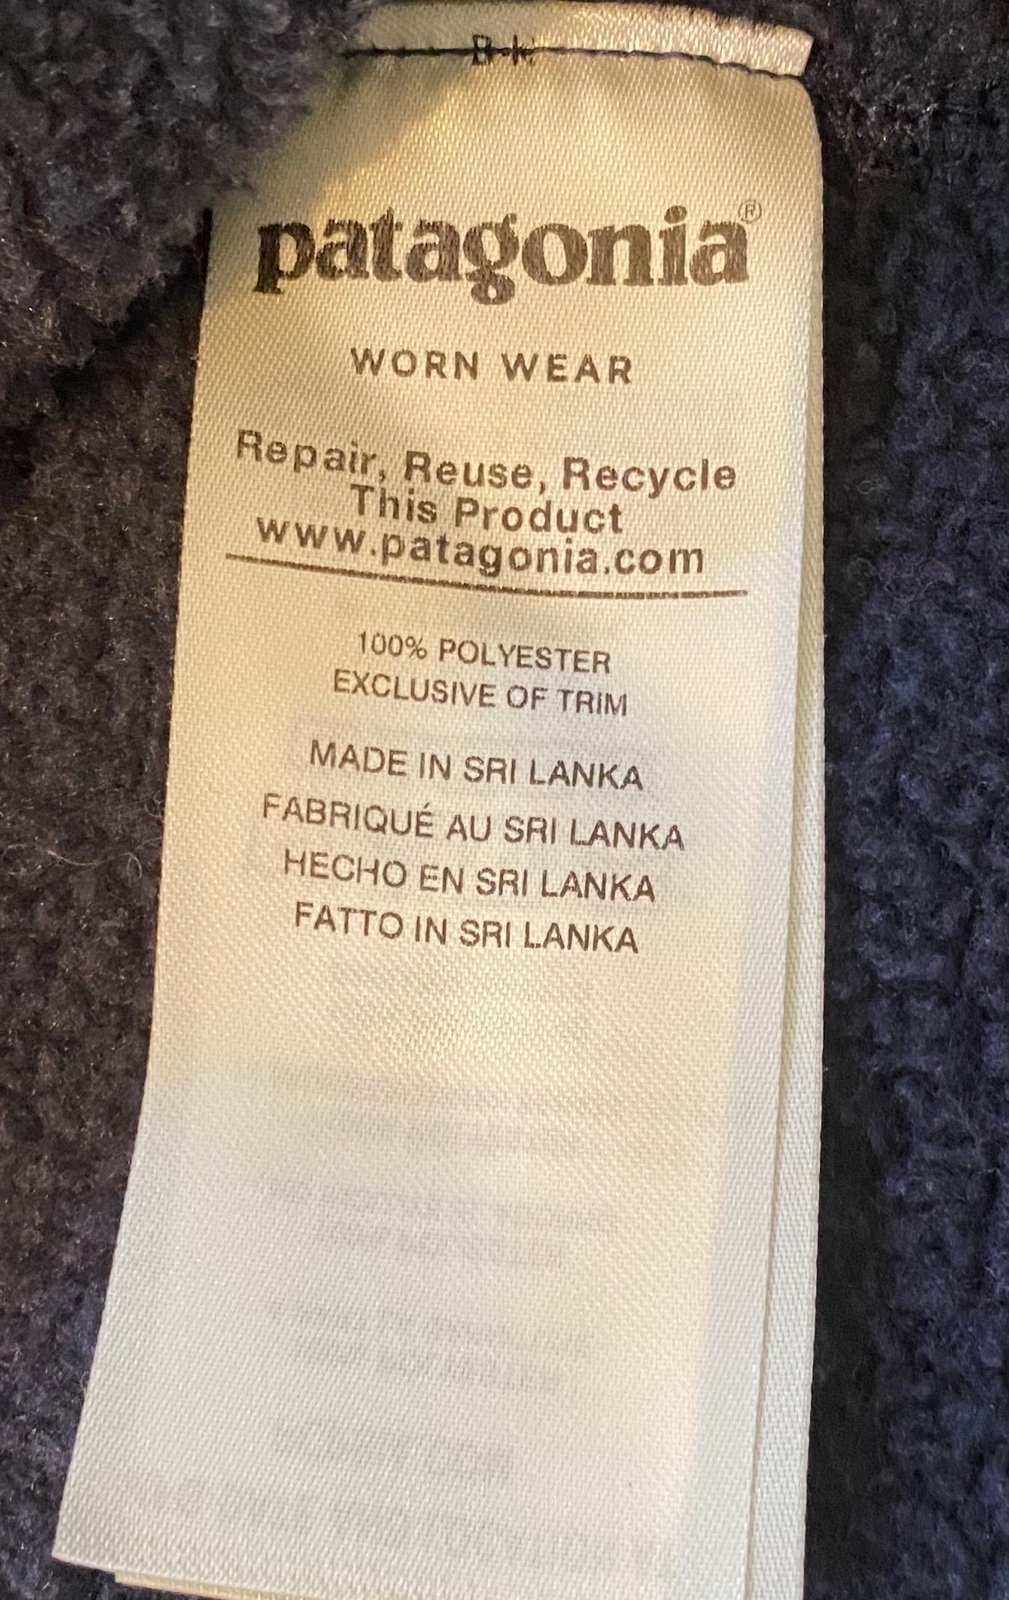 patagonia®
WORN WEAR
Repair, Reuse, Recycle
This Product
www.patagonia.com
100% POLYESTER
EXCLUSIVE OF TRIM
MADE IN SRI LANKA
FABRIQUÉ AU SRI LANKA
HECHO EN SRI LANKA
FATTO IN SRI LANKA